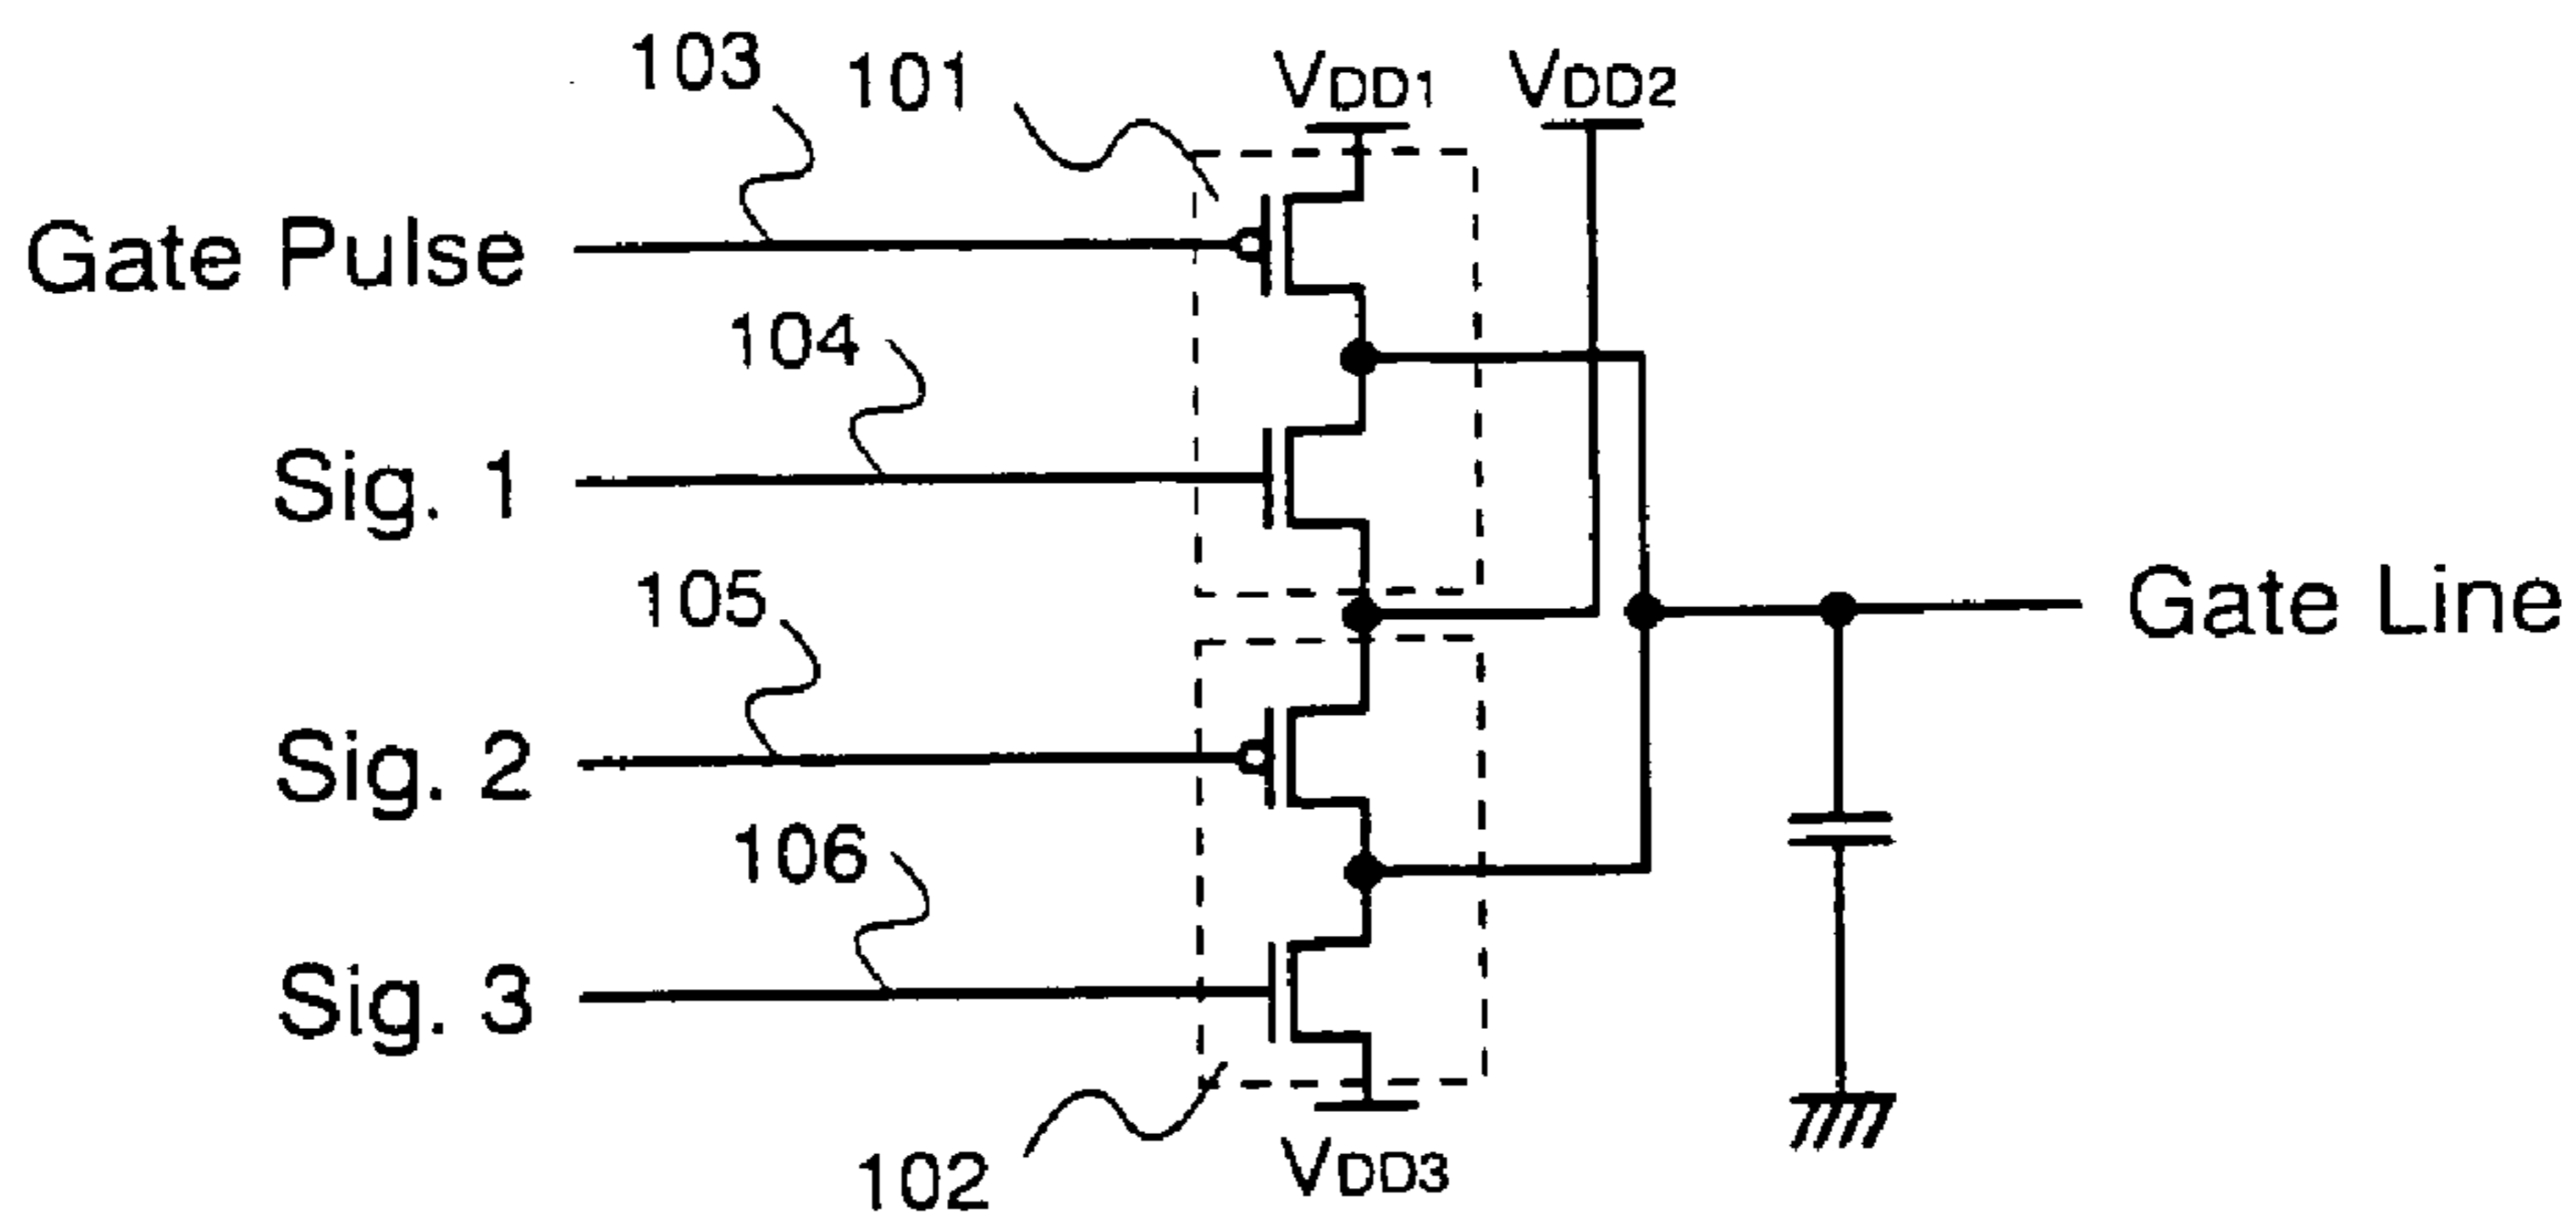 103
101
VDD1
VDD2
Gate Pulse
104
Sig. 1
105
Gate Line
Sig. 2
106
Sig. 3
102
VDD3